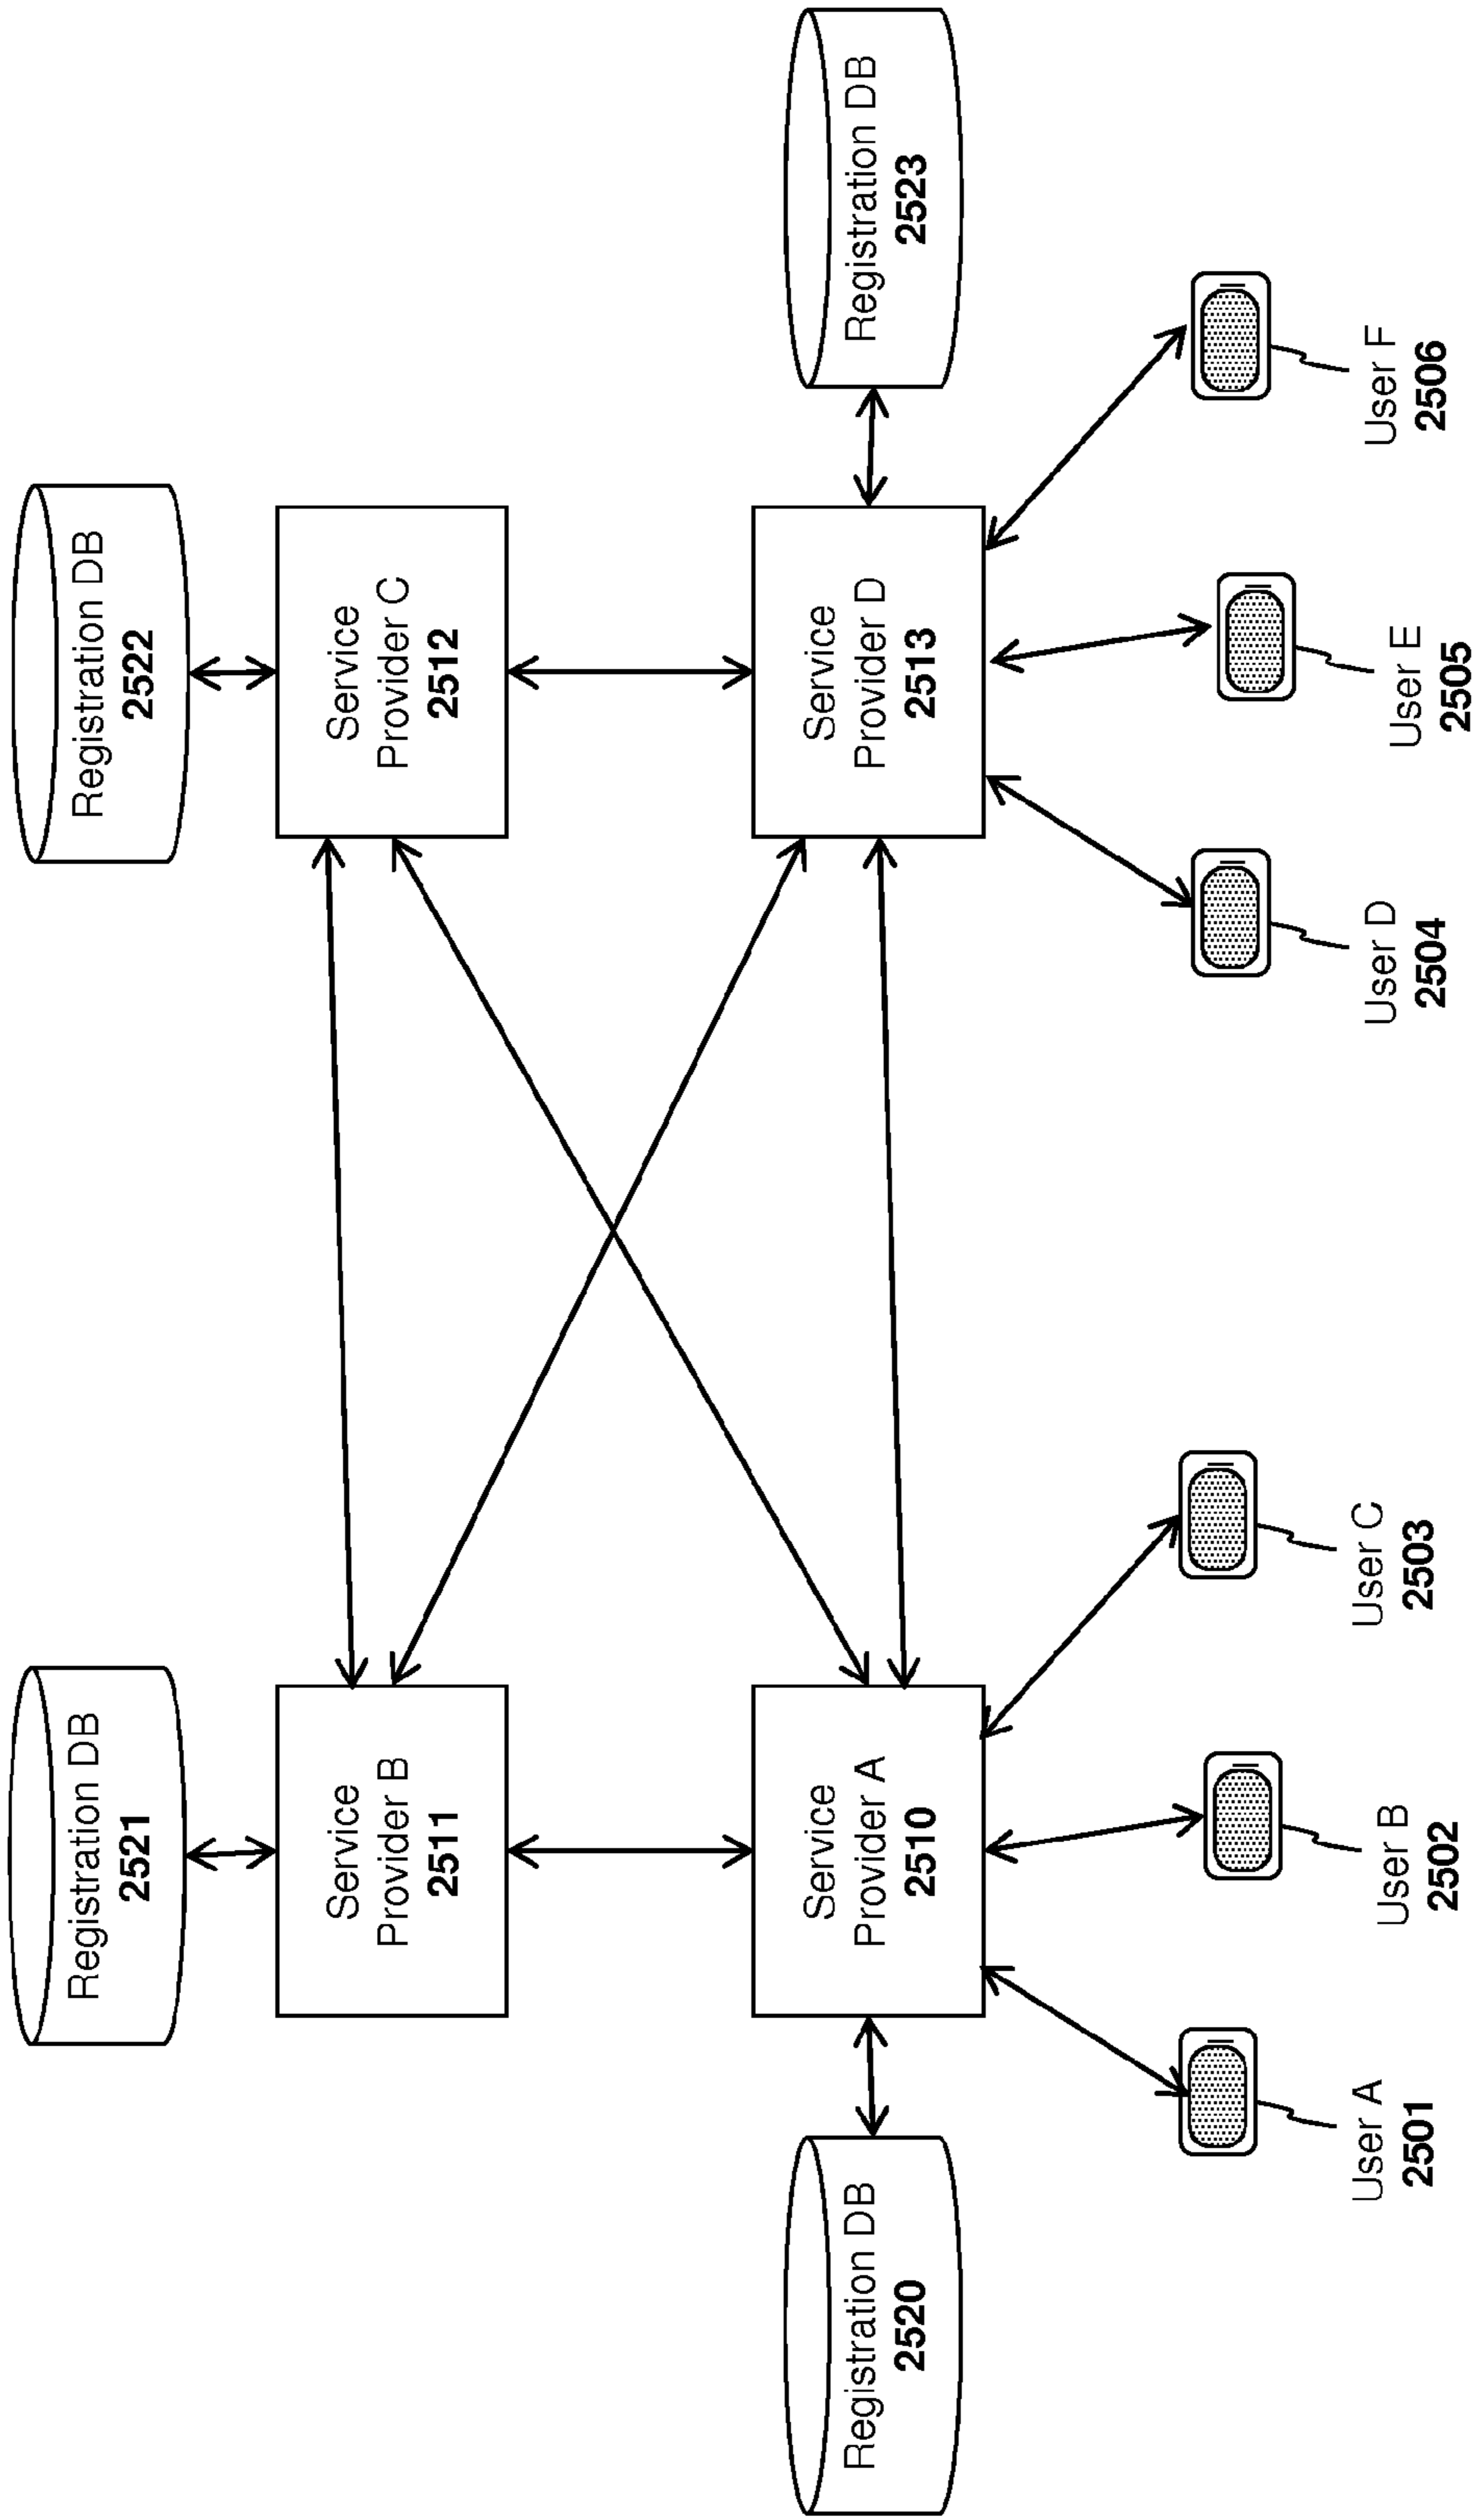 Registration DB
2521
Registration DB
2522
Service
Provider B
2511
Service
Provider C
2512
Registration DB
2520
Service
Provider A
2510
Service
Provider D
2513
Registration DB
2523
User A
2501
User B
2502
User C
2503
User D
2504
User E
2505
User F
2506